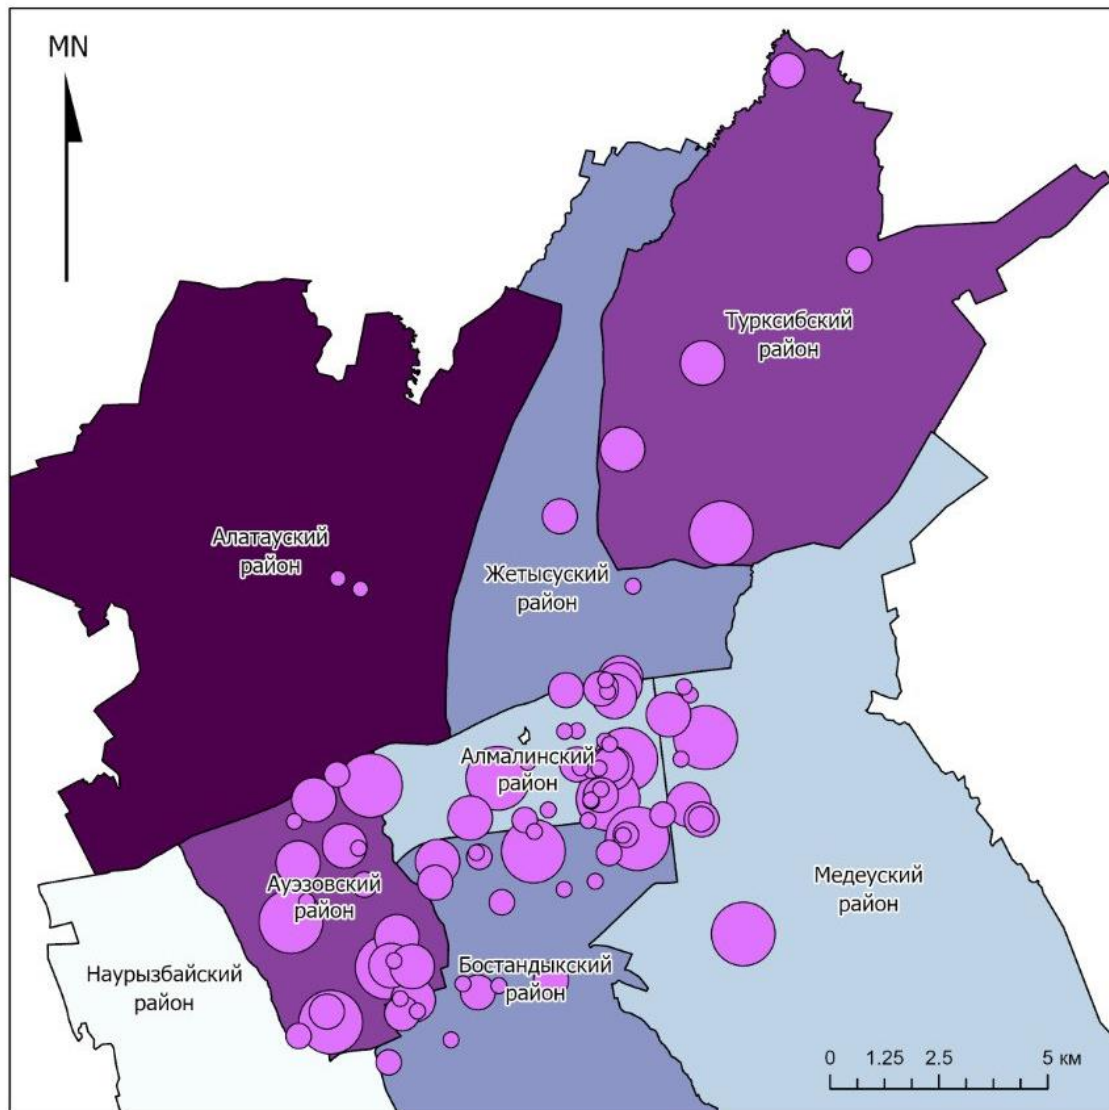 MN
Турксибский
район
Алатауский
район
Жетысуский
район
Алмалинский
район
Ауэзовский
район
Медеуский
район
Наурызбайский
район
Бостандыкский
район
0 1.25 2.5 5 км